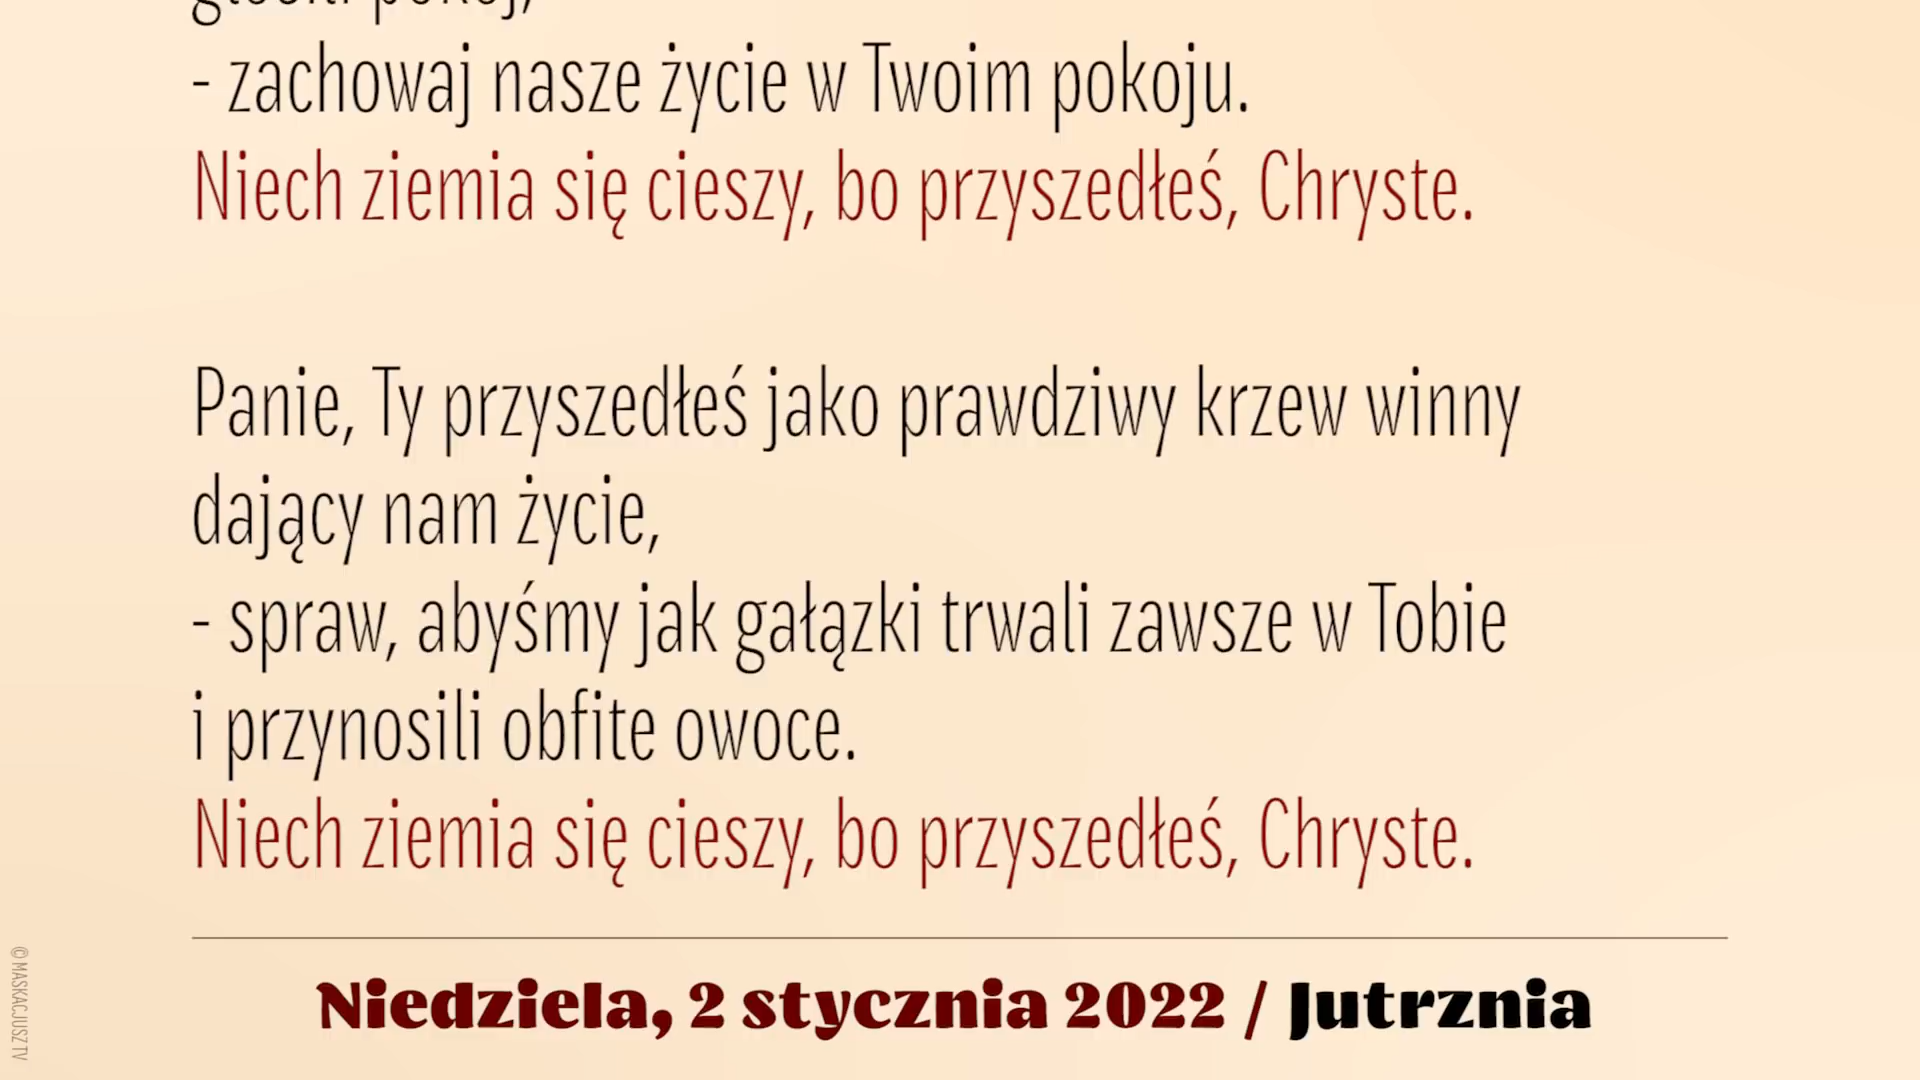 - zachowaj nasze życie w Twoim pokoju.
Niech ziemia się cieszy, bo przyszedłeś, Chryste.
Panie, Ty przyszedłeś jako prawdziwy krzew winny
dający nam życie,
- spraw, abyśmy jak gałązki trwali zawsze w Tobie
i przynosili obfite owoce.
Niech ziemia się cieszy, bo przyszedłeś, Chryste.
Niedziela, 2 stycznia 2022 / Jutrznia
© MASKACJUSZ TV